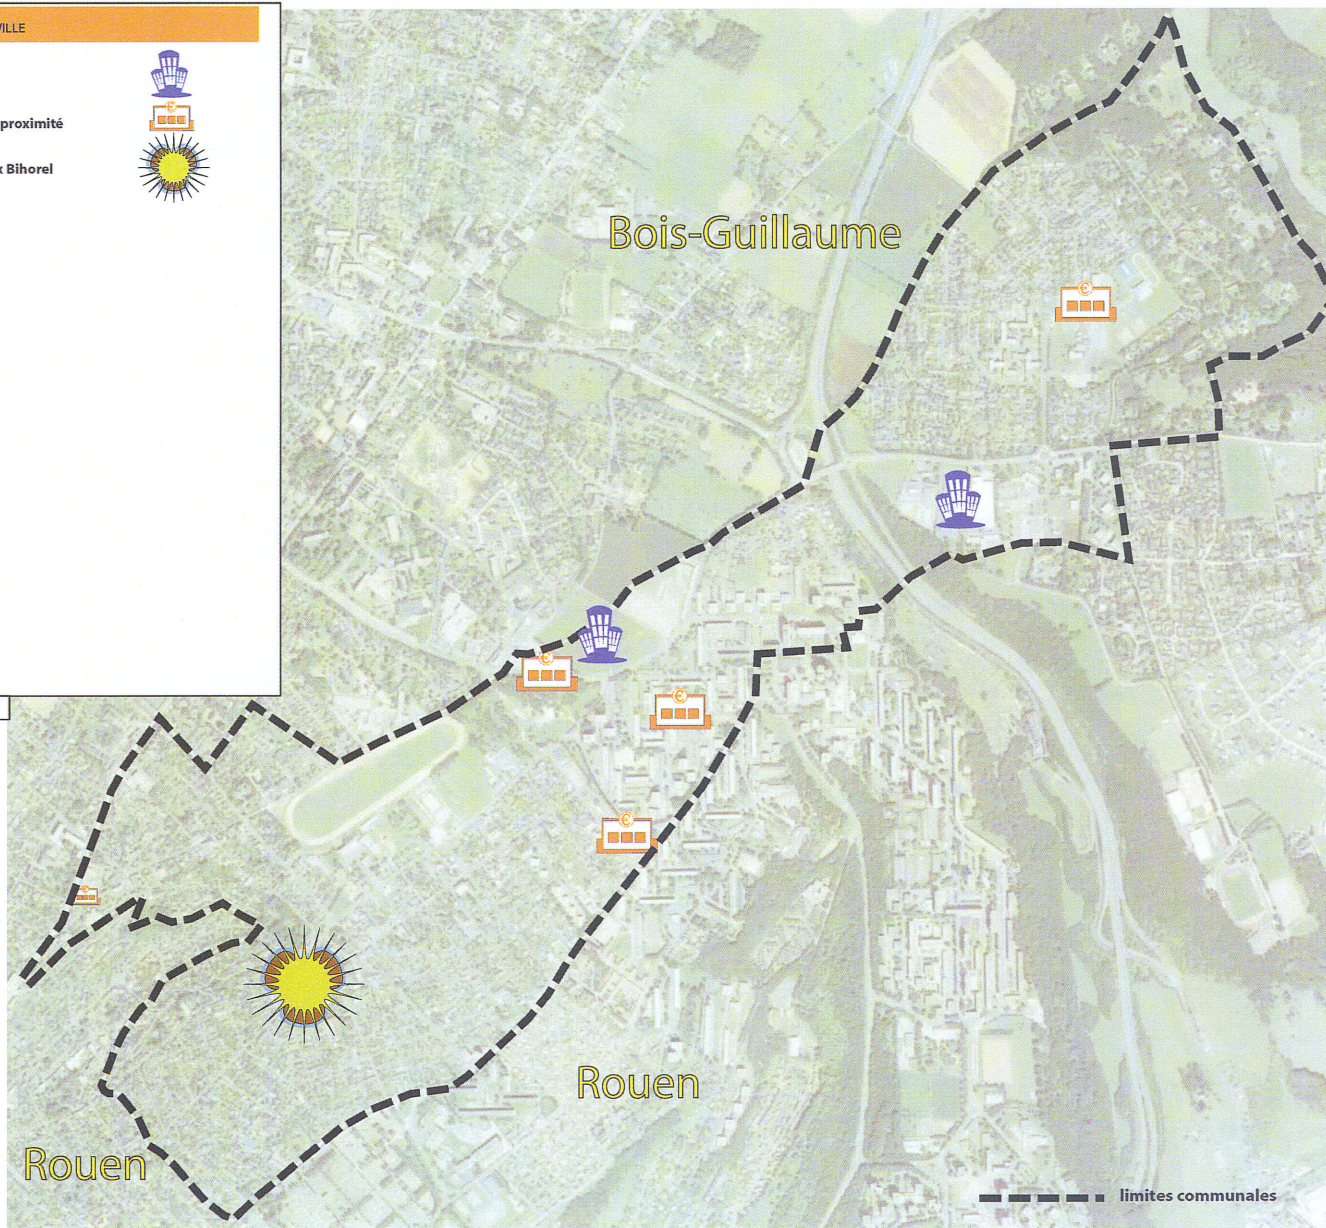 VILLE
proximité
x Bihorel
Bois-Guillaume
Rouen
Rouen
limites communales